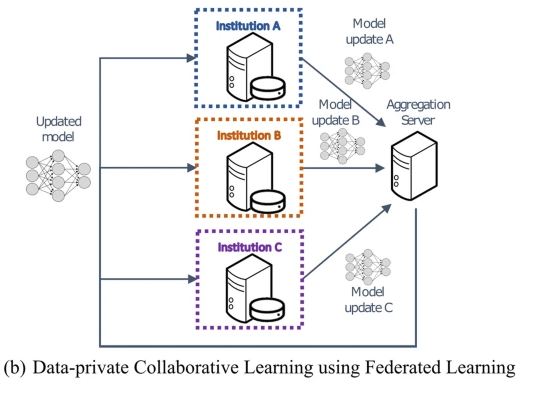 Institution A
Model
update A
Model
update B
Aggregation
Server
Updated
model
Institution B
Institution C
Model
update C
(b) Data-private Collaborative Learning using Federated Learning